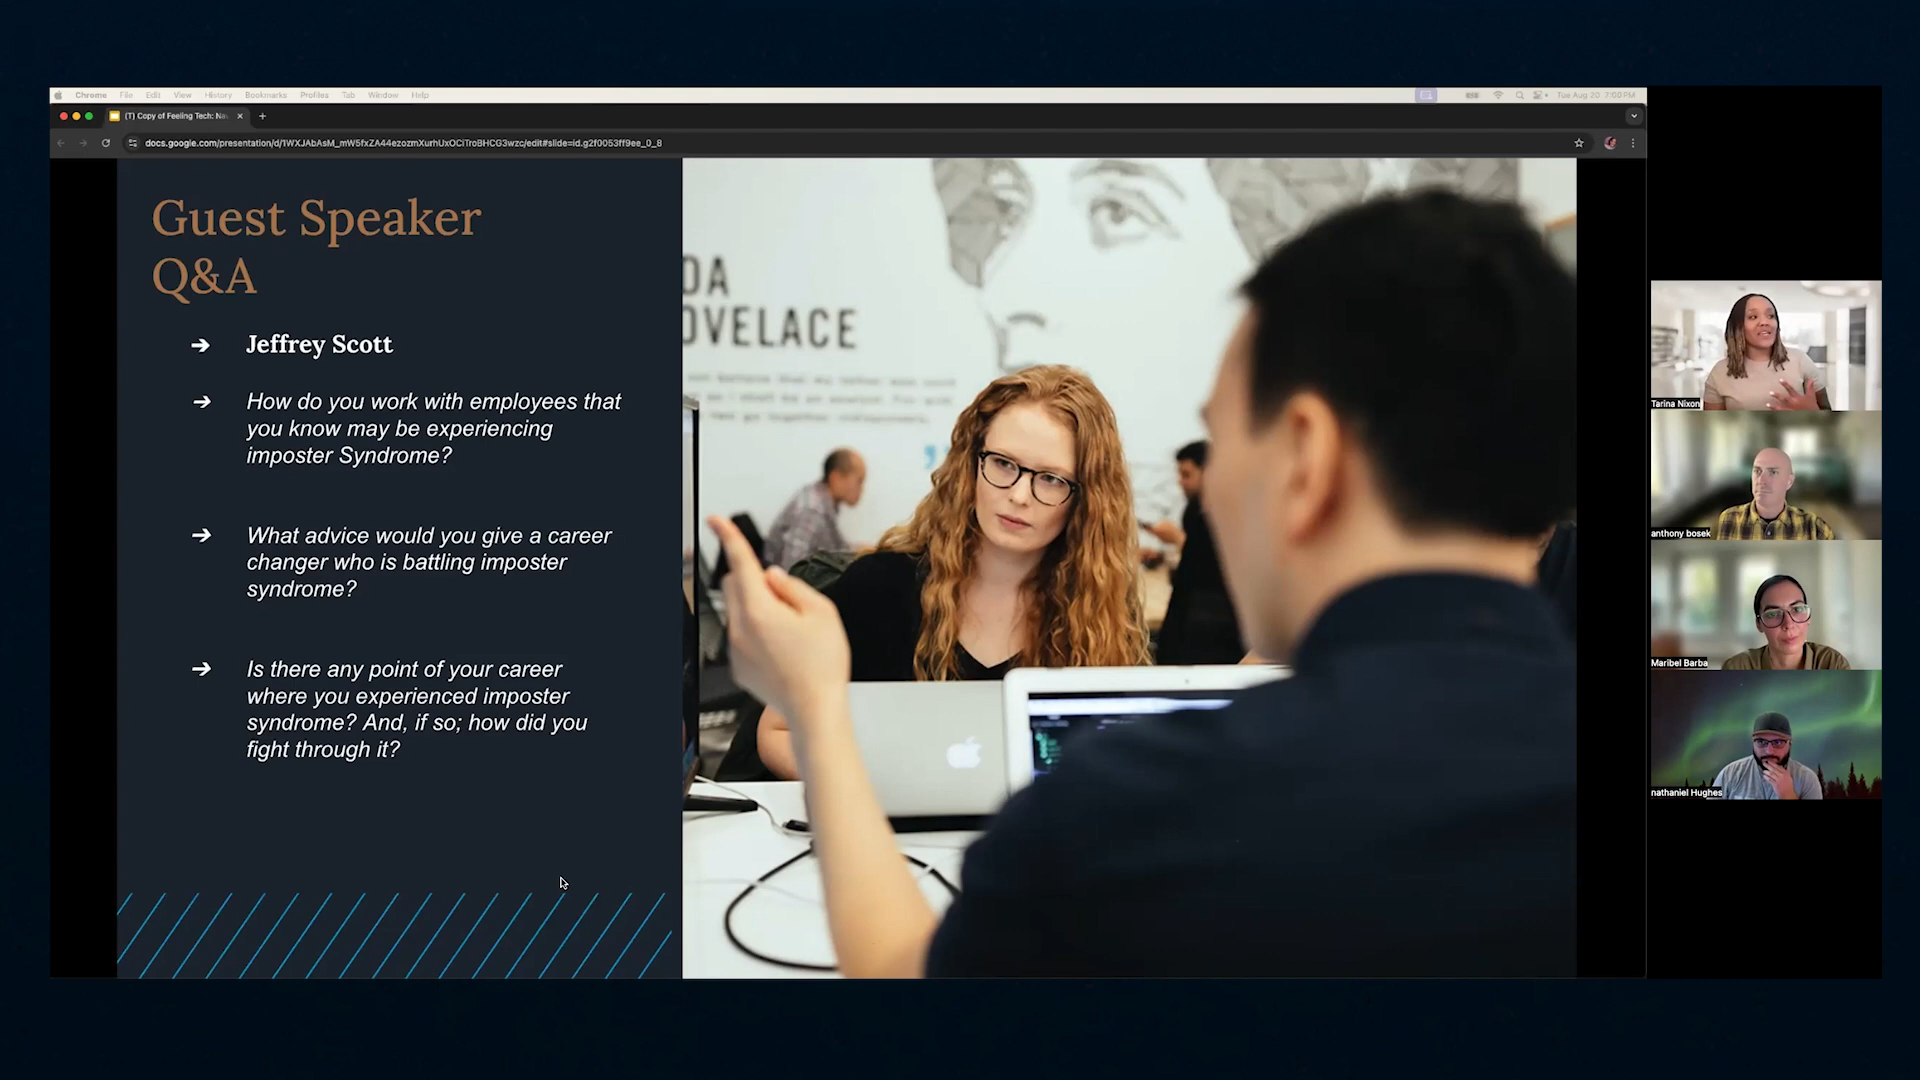 Chrome File Edit View History Bookmarks Profiles Tab Window Help
Tue Aug 20 7:00 PM
(T) Copy of Feeling Tech: Na
docs.google.com/presentation/d/1WXJAbAsM_mW5fxZA44ezozmXurhUxOCiTroBHCG3wzc/edit#slide=id.g2f0053ff9ee_0_8
Guest Speaker
Q&A
➔ Jeffrey Scott
➔ How do you work with employees that
you know may be experiencing
imposter Syndrome?
➔ What advice would you give a career
changer who is battling imposter
syndrome?
➔ Is there any point of your career
where you experienced imposter
syndrome? And, if so; how did you
fight through it?
DA
OVELACE
Tarina Nixon
anthony bosek
Maribel Barba
nathaniel Hughes